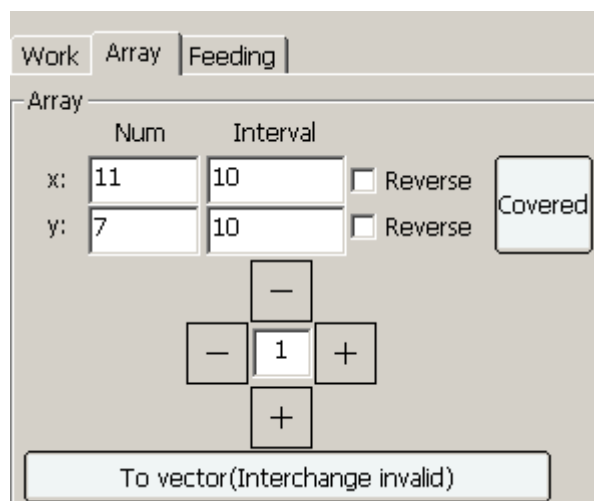 Work Array Feeding
Array
Num Interval
x: 11 10 Reverse
Covered
y: 7 10 Reverse
−
− 1 +
+
To vector(Interchange invalid)